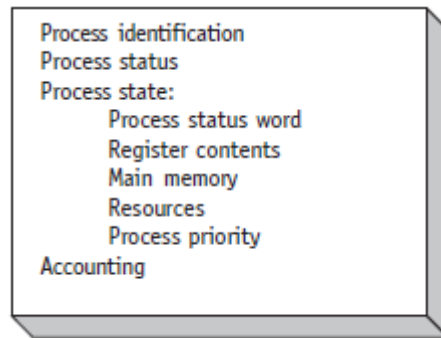 Process identification
Process status
Process state:
Process status word
Register contents
Main memory
Resources
Process priority
Accounting